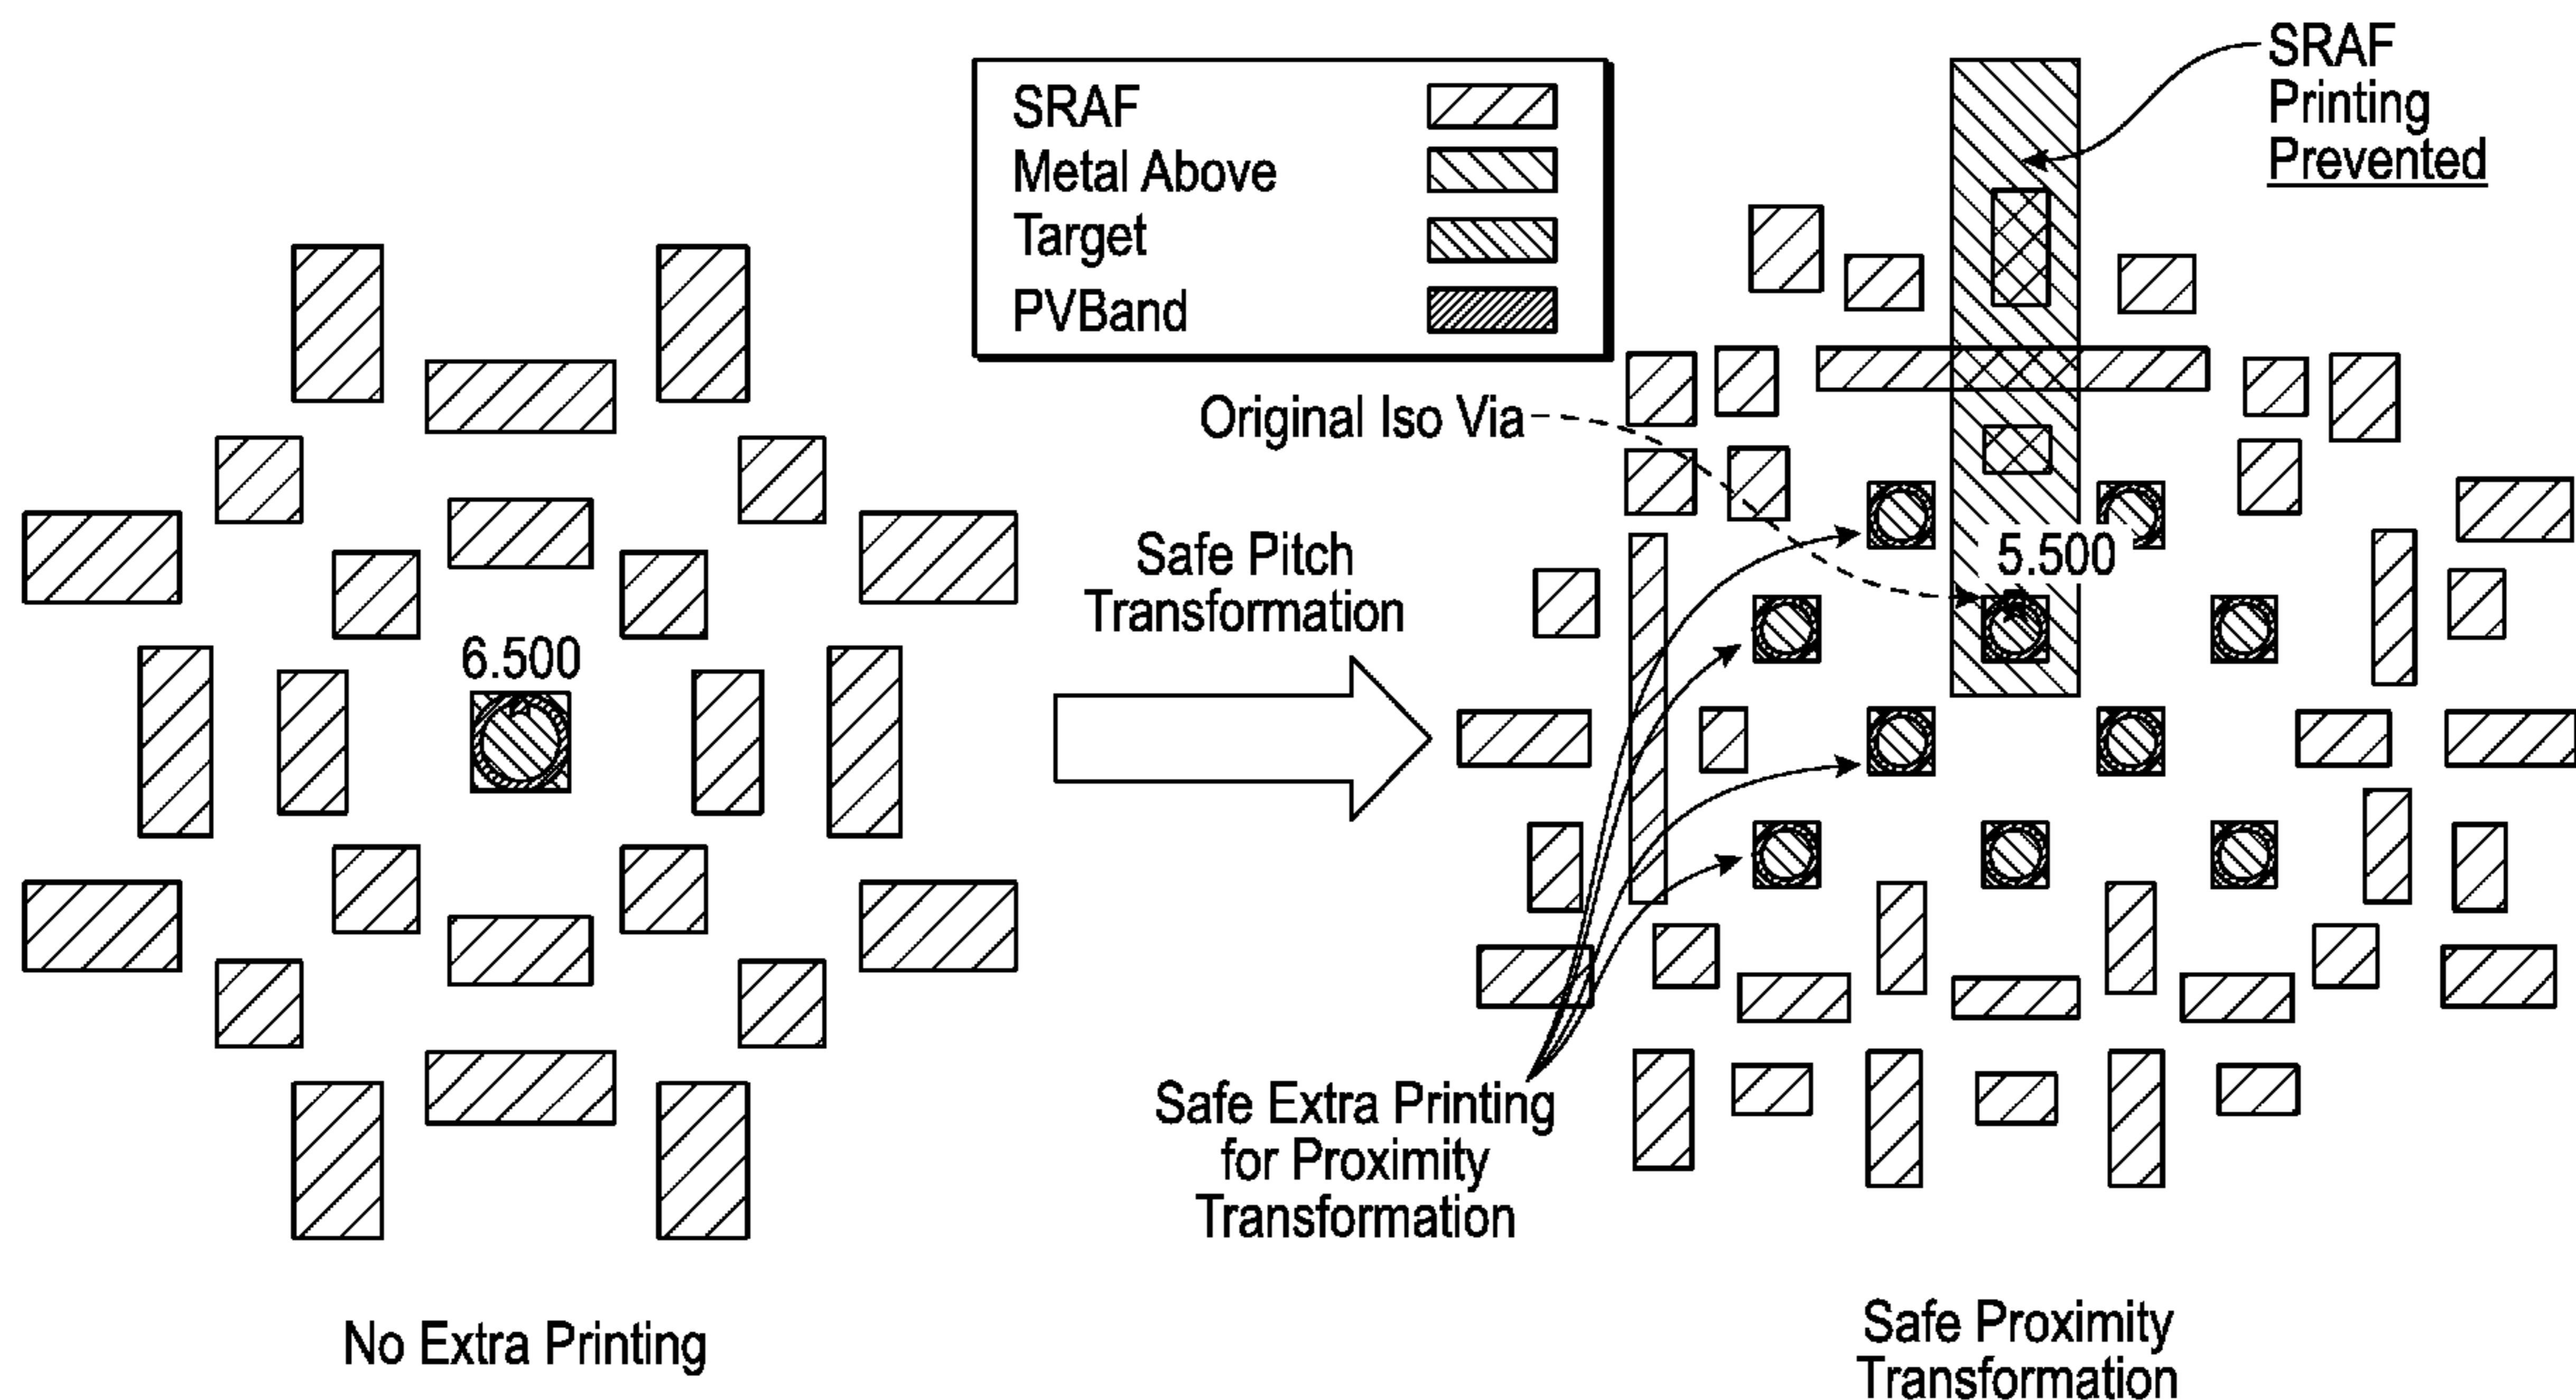 SRAF
Metal Above
Target
PVBand
SRAF
Printing
Prevented
Original Iso Via
Safe Pitch
Transformation
6.500
5.500
Safe Extra Printing
for Proximity
Transformation
No Extra Printing
Safe Proximity
Transformation